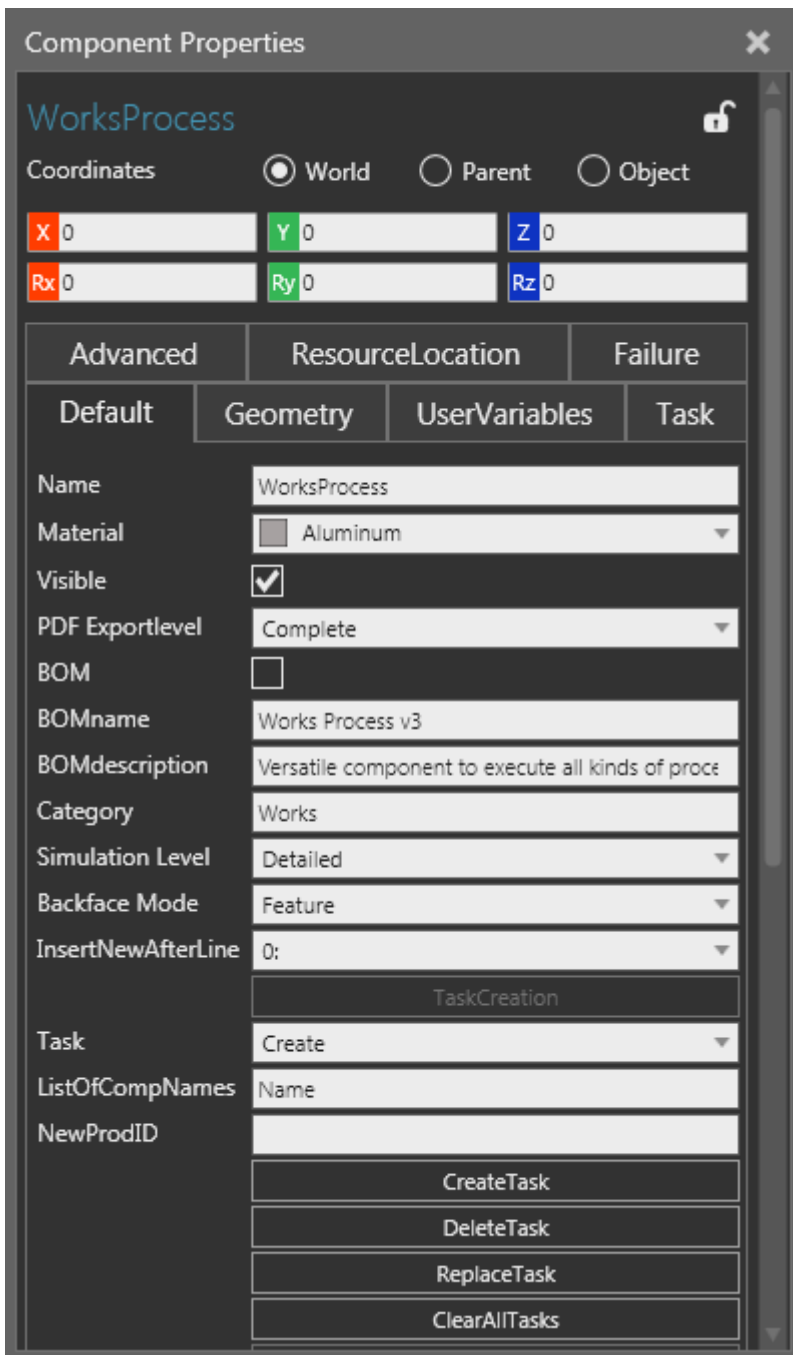 Component Properties
WorksProcess
Coordinates World Parent Object
X 0 Y 0 Z 0
Rx 0 Ry 0 Rz 0
Advanced ResourceLocation Failure
Default Geometry UserVariables Task
Name WorksProcess
Material Aluminum
Visible
PDF Exportlevel Complete
BOM
BOMname Works Process v3
BOMdescription Versatile component to execute all kinds of proce
Category Works
Simulation Level Detailed
Backface Mode Feature
InsertNewAfterLine 0:
TaskCreation
Task Create
ListOfCompNames Name
NewProdID
CreateTask
DeleteTask
ReplaceTask
ClearAllTasks